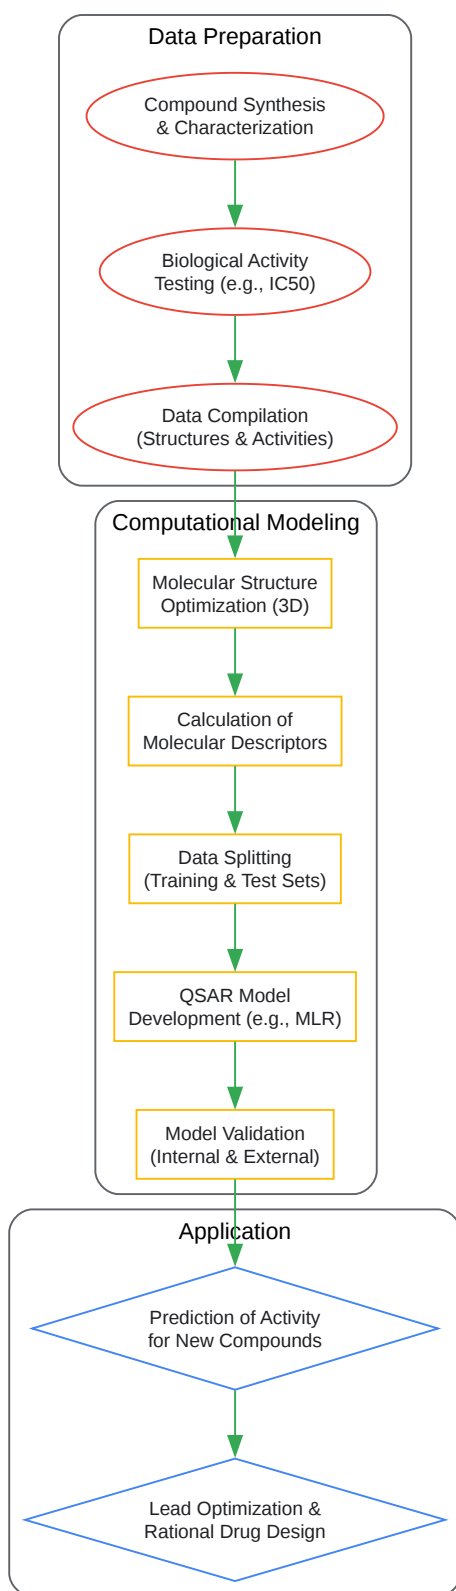 Data Preparation
Compound Synthesis
& Characterization
Biological Activity
Testing (e.g., IC50)
Data Compilation
(Structures & Activities)
Computational Modeling
Molecular Structure
Optimization (3D)
Calculation of
Molecular Descriptors
Data Splitting
(Training & Test Sets)
QSAR Model
Development (e.g., MLR)
Model Validation
(Internal & External)
Application
Prediction of Activity
for New Compounds
Lead Optimization &
Rational Drug Design